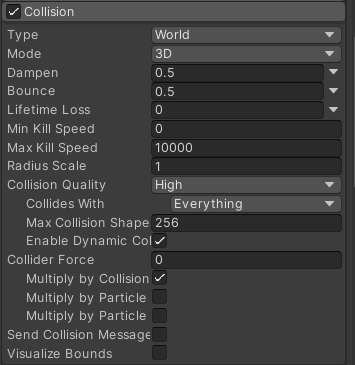 Collision
Type World
Mode 3D
Dampen 0.5
Bounce 0.5
Lifetime Loss 0
Min Kill Speed 0
Max Kill Speed 10000
Radius Scale 1
Collision Quality High
Collides With Everything
Max Collision Shape 256
Enable Dynamic Col
Collider Force 0
Multiply by Collision
Multiply by Particle
Multiply by Particle
Send Collision Message
Visualize Bounds